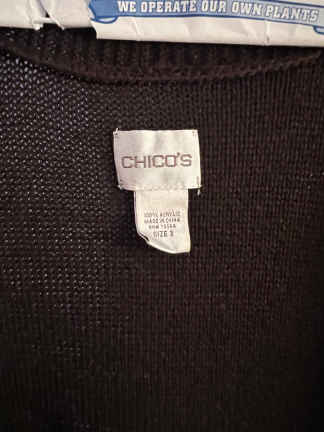 WE OPERATE OUR OWN PLANTS
CHICO'S
100% ACRYLIC
MADE IN CHINA
SIZE 3